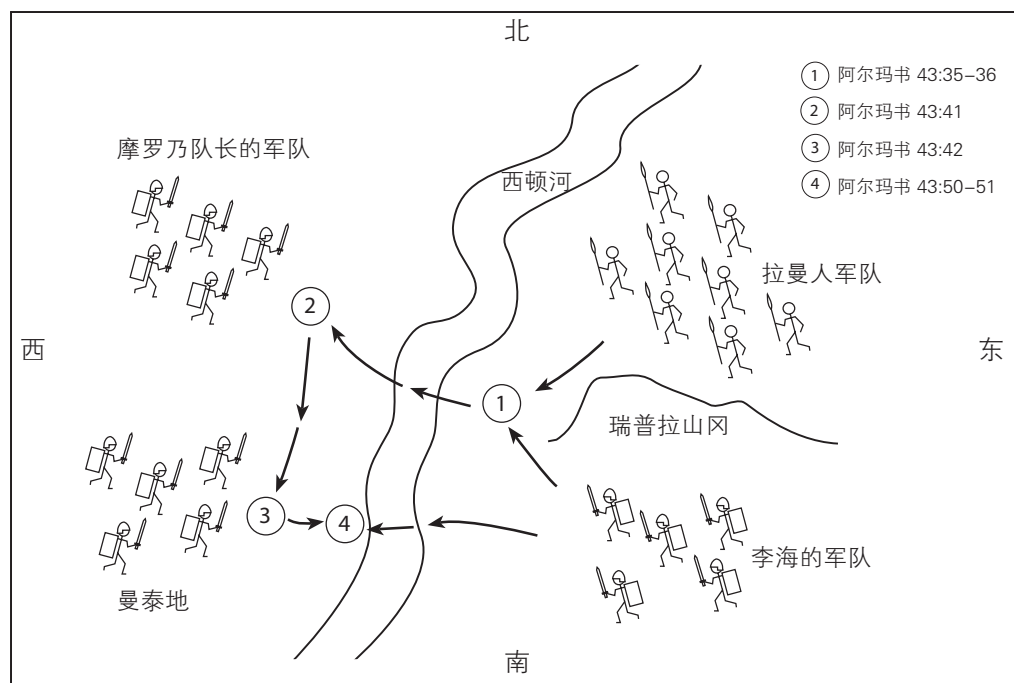 北
① 阿尔玛书 43:35–36
② 阿尔玛书 43:41
③ 阿尔玛书 43:42
④ 阿尔玛书 43:50–51
摩罗乃队长的军队
西顿河
拉曼人军队
2
西
东
1
瑞普拉山冈
3
4
李海的军队
曼泰地
南